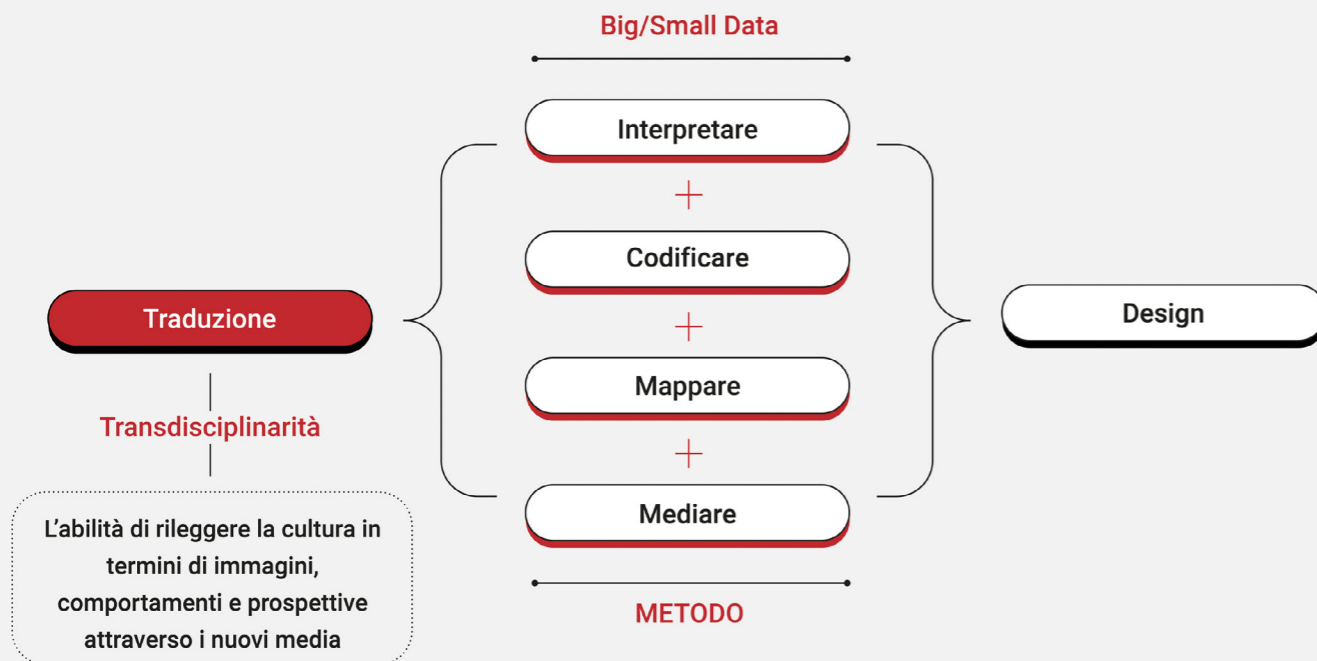 Big/Small Data
Interpretare
+
Codificare
+
Mappare
+
Mediare
METODO
Traduzione
Transdisciplinarità
L'abilità di rileggere la cultura in
termini di immagini,
comportamenti e prospettive
attraverso i nuovi media
Design